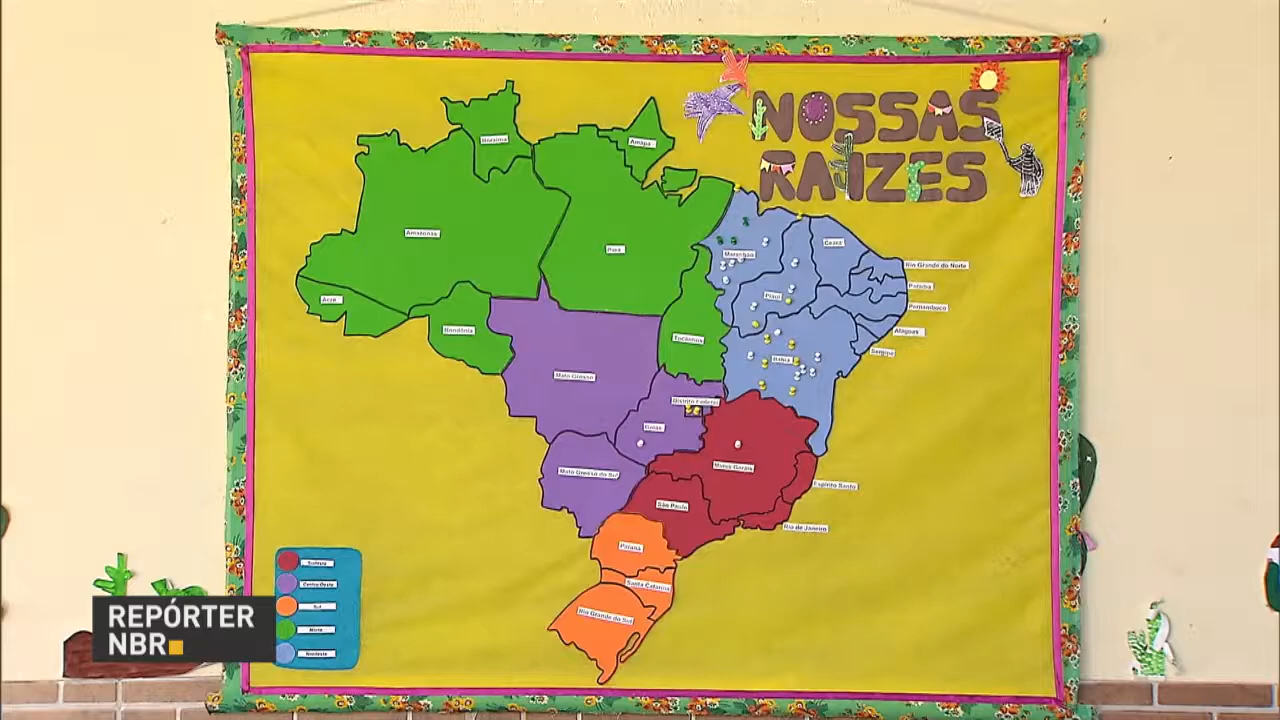 NOSSAS
RAIZES
Roraima
Amapá
Amazonas
Pará
Maranhão
Ceará
Rio Grande do Norte
Paraíba
Piauí
Pernambuco
Acre
Rondônia
Tocantins
Alagoas
Sergipe
Bahia
Mato Grosso
Distrito Federal
Goiás
Minas Gerais
Mato Grosso do Sul
Espírito Santo
São Paulo
Rio de Janeiro
Paraná
Santa Catarina
Rio Grande do Sul
Sudeste
Centro-Oeste
Sul
Norte
Nordeste
REPÓRTER
NBR